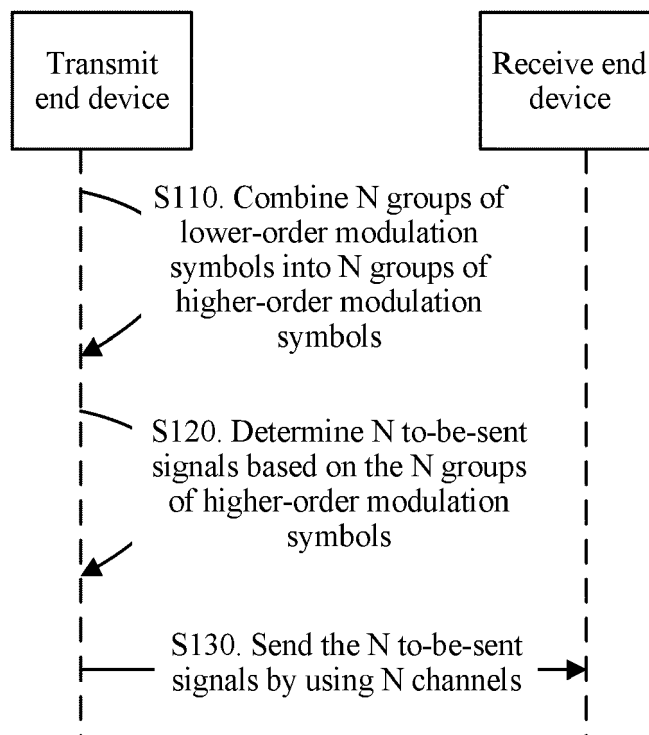 Transmit
end device
Receive end
device
S110. Combine N groups of
lower-order modulation
symbols into N groups of
higher-order modulation
symbols
S120. Determine N to-be-sent
signals based on the N groups
of higher-order modulation
symbols
S130. Send the N to-be-sent
signals by using N channels